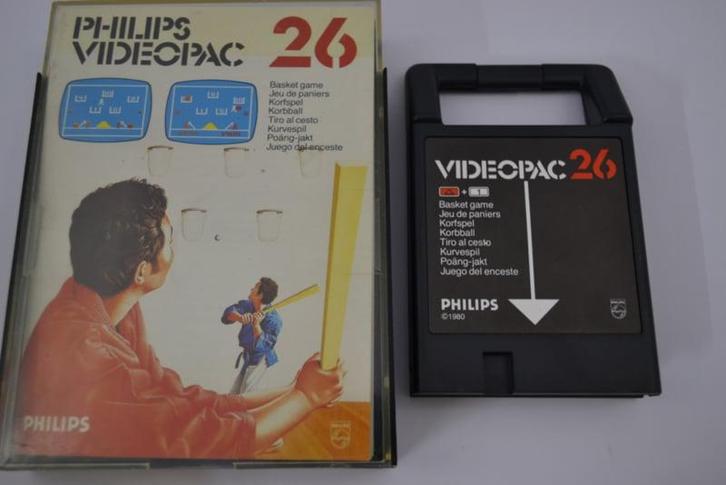 PHILIPS
VIDEOPAC 26
Basket game
Jeu de paniers
Korfspel
Korbball
Tiro al cesto
Kurvespil
Poäng-jakt
Juego del enceste
PHILIPS
VIDEOPAC 26
+ 1
Basket game
Jeu de paniers
Korfspel
Korbball
Tiro al cesto
Kurvespil
Poäng-jakt
Juego del enceste
PHILIPS
©1980